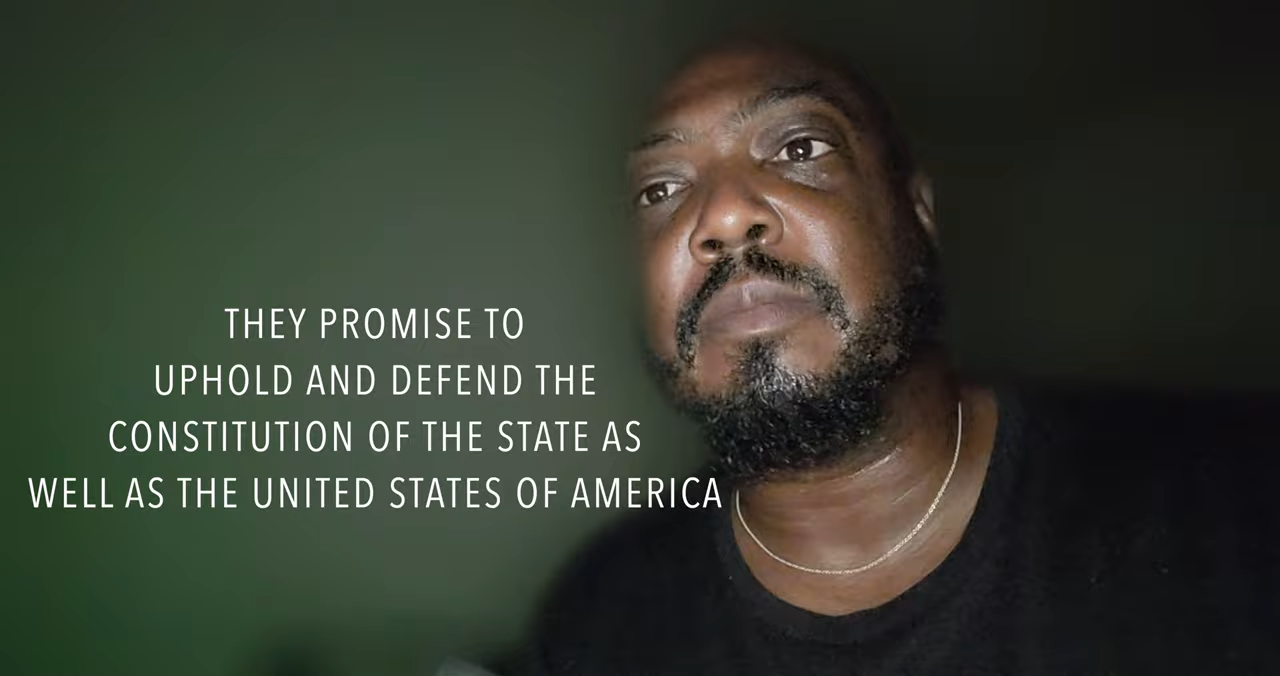 THEY PROMISE TO
UPHOLD AND DEFEND THE
CONSTITUTION OF THE STATE AS
WELL AS THE UNITED STATES OF AMERICA